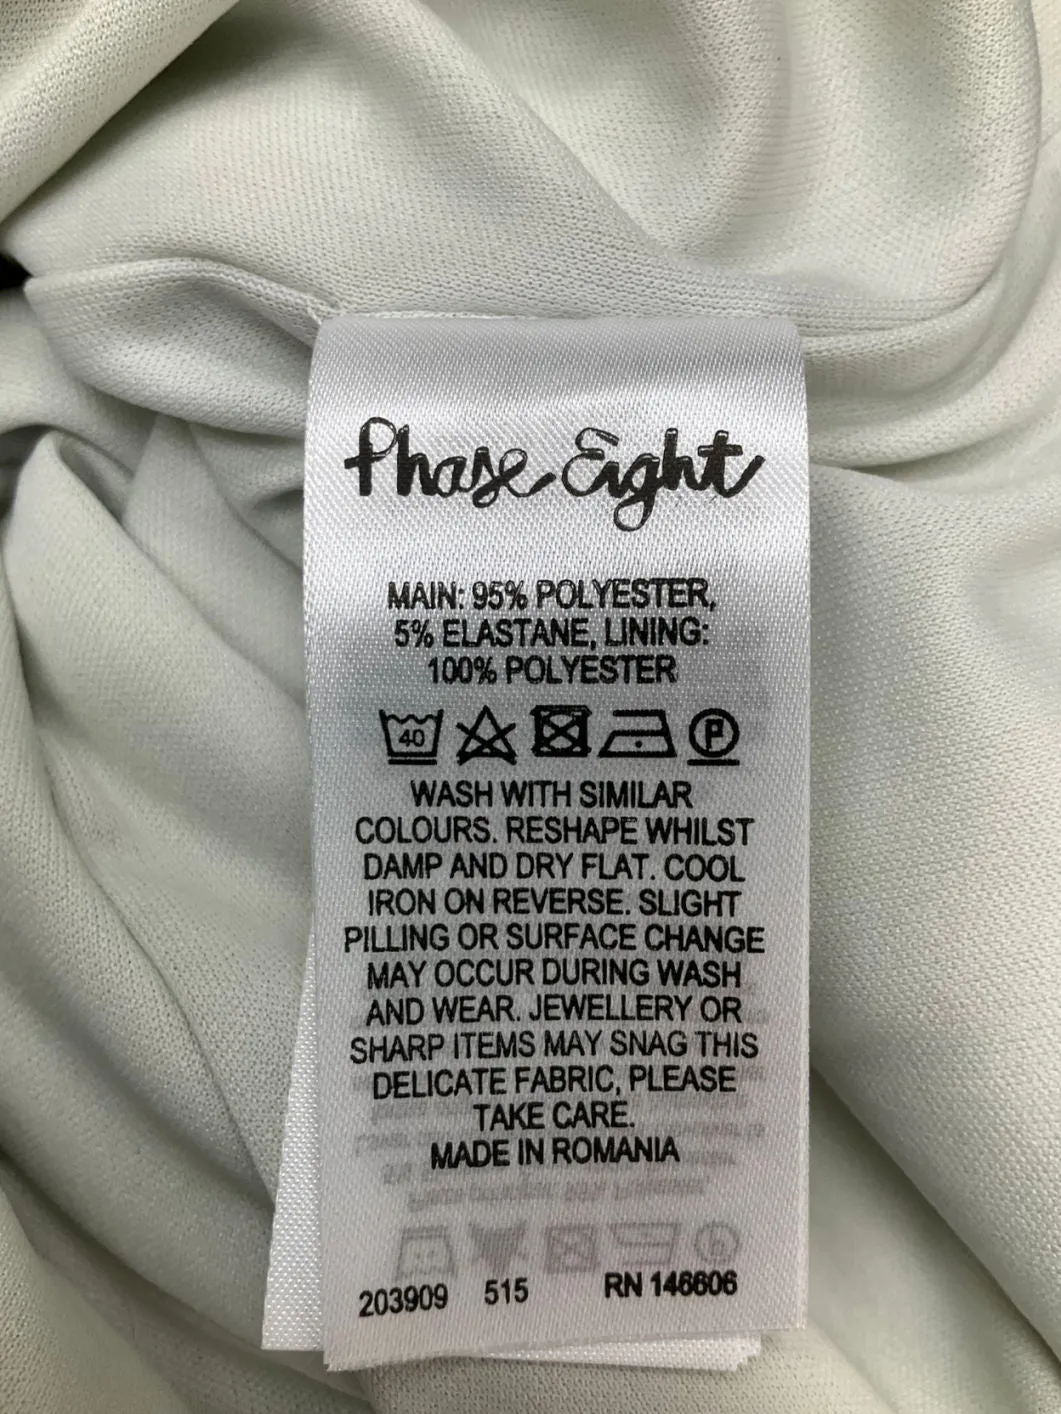 Phase Eight
MAIN: 95% POLYESTER,
5% ELASTANE, LINING:
100% POLYESTER
40 P
WASH WITH SIMILAR
COLOURS. RESHAPE WHILST
DAMP AND DRY FLAT. COOL
IRON ON REVERSE. SLIGHT
PILLING OR SURFACE CHANGE
MAY OCCUR DURING WASH
AND WEAR. JEWELLERY OR
SHARP ITEMS MAY SNAG THIS
DELICATE FABRIC, PLEASE
TAKE CARE.
MADE IN ROMANIA
203909 515 RN 146606